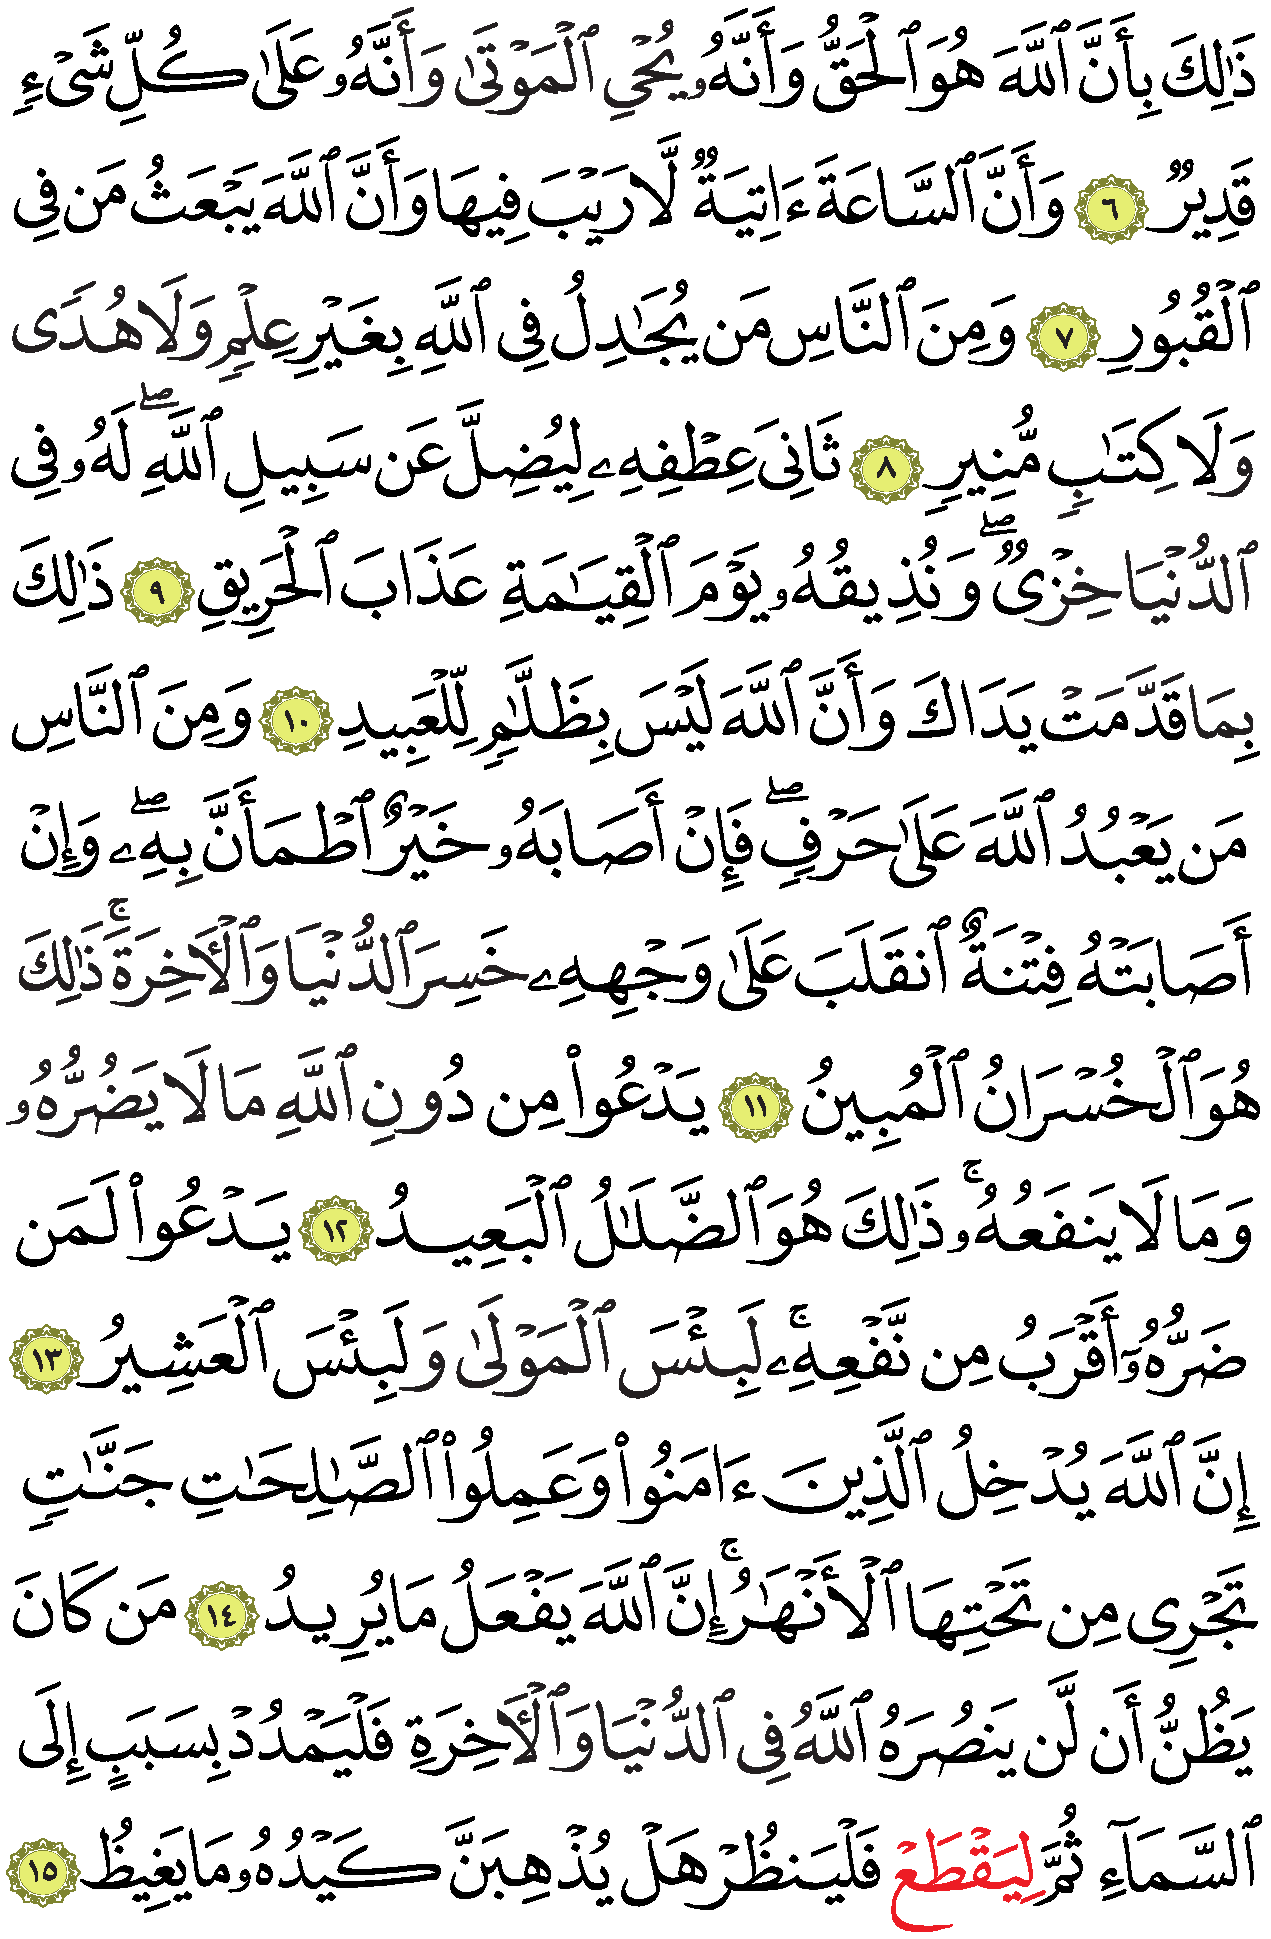 ذَٰلِكَ بِأَنَّ ٱللَّهَ هُوَ ٱلْحَقُّ وَأَنَّهُۥ يُحْىِ ٱلْمَوْتَىٰ وَأَنَّهُۥ عَلَىٰ كُلِّ شَىْءٍ
قَدِيرٌ ٦ وَأَنَّ ٱلسَّاعَةَ ءَاتِيَةٌ لَّا رَيْبَ فِيهَا وَأَنَّ ٱللَّهَ يَبْعَثُ مَن فِى
ٱلْقُبُورِ ٧ وَمِنَ ٱلنَّاسِ مَن يُجَٰدِلُ فِى ٱللَّهِ بِغَيْرِ عِلْمٍ وَلَا هُدًى
وَلَا كِتَٰبٍ مُّنِيرٍ ٨ ثَانِىَ عِطْفِهِۦ لِيُضِلَّ عَن سَبِيلِ ٱللَّهِ ۖ لَهُۥ فِى
ٱلدُّنْيَا خِزْىٌ ۖ وَنُذِيقُهُۥ يَوْمَ ٱلْقِيَٰمَةِ عَذَابَ ٱلْحَرِيقِ ٩ ذَٰلِكَ
بِمَا قَدَّمَتْ يَدَاكَ وَأَنَّ ٱللَّهَ لَيْسَ بِظَلَّٰمٍ لِّلْعَبِيدِ ١٠ وَمِنَ ٱلنَّاسِ
مَن يَعْبُدُ ٱللَّهَ عَلَىٰ حَرْفٍ ۖ فَإِنْ أَصَابَهُۥ خَيْرٌ ٱطْمَأَنَّ بِهِۦ ۖ وَإِنْ
أَصَابَتْهُ فِتْنَةٌ ٱنقَلَبَ عَلَىٰ وَجْهِهِۦ خَسِرَ ٱلدُّنْيَا وَٱلْأَخِرَةَ ۚ ذَٰلِكَ
هُوَ ٱلْخُسْرَانُ ٱلْمُبِينُ ١١ يَدْعُوا۟ مِن دُونِ ٱللَّهِ مَا لَا يَضُرُّهُۥ
وَمَا لَا يَنفَعُهُۥ ۚ ذَٰلِكَ هُوَ ٱلضَّلَٰلُ ٱلْبَعِيدُ ١٢ يَدْعُوا۟ لَمَن
ضَرُّهُۥٓ أَقْرَبُ مِن نَّفْعِهِۦ ۚ لَبِئْسَ ٱلْمَوْلَىٰ وَلَبِئْسَ ٱلْعَشِيرُ ١٣
إِنَّ ٱللَّهَ يُدْخِلُ ٱلَّذِينَ ءَامَنُوا۟ وَعَمِلُوا۟ ٱلصَّٰلِحَٰتِ جَنَّٰتٍ
تَجْرِى مِن تَحْتِهَا ٱلْأَنْهَٰرُ ۚ إِنَّ ٱللَّهَ يَفْعَلُ مَا يُرِيدُ ١٤ مَن كَانَ
يَظُنُّ أَن لَّن يَنصُرَهُ ٱللَّهُ فِى ٱلدُّنْيَا وَٱلْأَخِرَةِ فَلْيَمْدُدْ بِسَبَبٍ إِلَى
ٱلسَّمَآءِ ثُمَّ لِيَقْطَعْ فَلْيَنظُرْ هَلْ يُذْهِبَنَّ كَيْدُهُۥ مَا يَغِيظُ ١٥